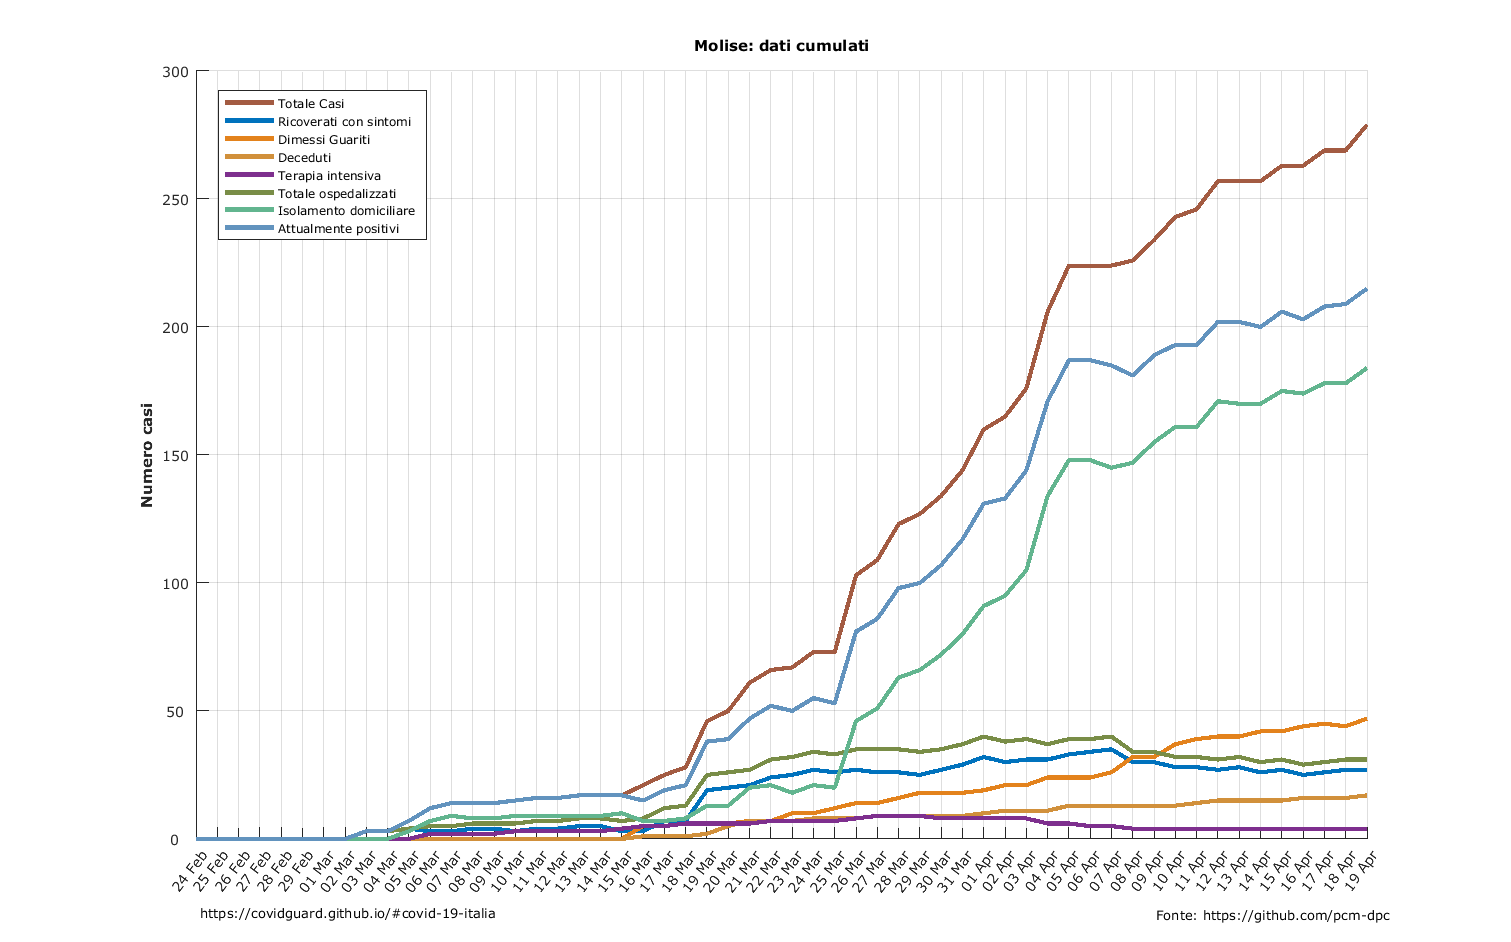 Molise: dati cumulati
300
250
200
150
100
50
0
Numero casi
Totale Casi
Ricoverati con sintomi
Dimessi Guariti
Deceduti
Terapia intensiva
Totale ospedalizzati
Isolamento domiciliare
Attualmente positivi
24 Feb
25 Feb
26 Feb
27 Feb
28 Feb
29 Feb
01 Mar
02 Mar
03 Mar
04 Mar
05 Mar
06 Mar
07 Mar
08 Mar
09 Mar
10 Mar
11 Mar
12 Mar
13 Mar
14 Mar
15 Mar
16 Mar
17 Mar
18 Mar
19 Mar
20 Mar
21 Mar
22 Mar
23 Mar
24 Mar
25 Mar
26 Mar
27 Mar
28 Mar
29 Mar
30 Mar
31 Mar
01 Apr
02 Apr
03 Apr
04 Apr
05 Apr
06 Apr
07 Apr
08 Apr
09 Apr
10 Apr
11 Apr
12 Apr
13 Apr
14 Apr
15 Apr
16 Apr
17 Apr
18 Apr
19 Apr
https://covidguard.github.io/#covid-19-italia
Fonte: https://github.com/pcm-dpc